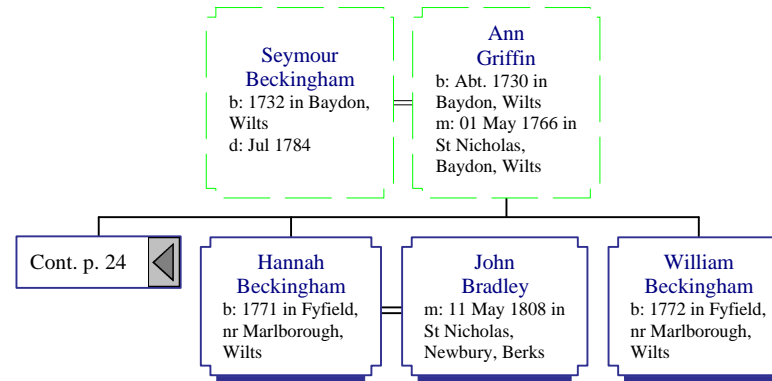 Seymour
Beckingham
b: 1732 in Baydon,
Wilts
d: Jul 1784
Ann
Griffin
b: Abt. 1730 in
Baydon, Wilts
m: 01 May 1766 in
St Nicholas,
Baydon, Wilts
Cont. p. 24
Hannah
Beckingham
b: 1771 in Fyfield,
nr Marlborough,
Wilts
John
Bradley
m: 11 May 1808 in
St Nicholas,
Newbury, Berks
William
Beckingham
b: 1772 in Fyfield,
nr Marlborough,
Wilts